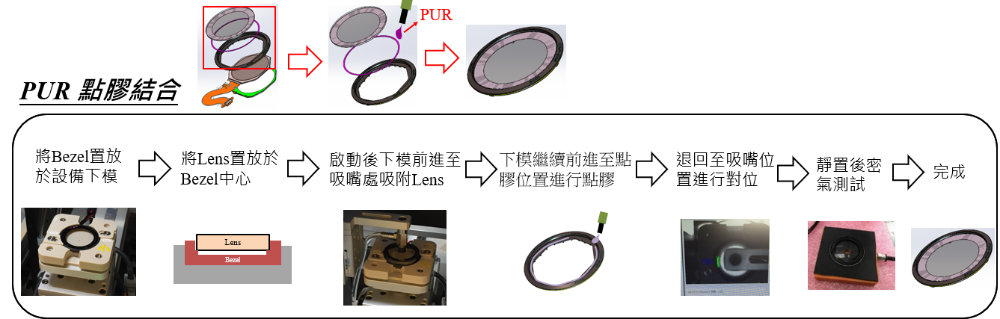 PUR
PUR 點膠結合
將Bezel置放
於設備下模
將Lens置放於
Bezel中心
啟動後下模前進至
吸嘴處吸附Lens
下模繼續前進至點
膠位置進行點膠
退回至吸嘴位
置進行對位
靜置後密
氣測試
完成
Lens
Bezel